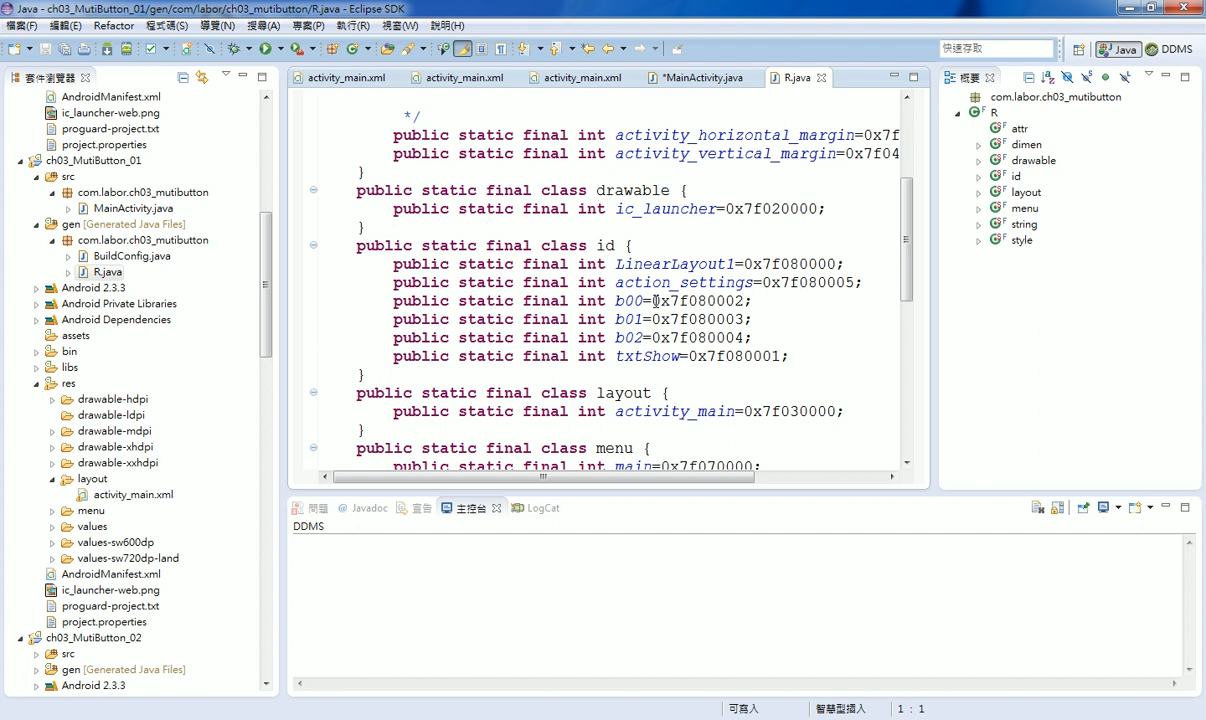 Java - ch03_MutiButton_01/gen/com/labor/ch03_mutibutton/R.java - Eclipse SDK
檔案(F) 編輯(E) Refactor 程式碼(S) 導覽(N) 搜尋(A) 專案(P) 執行(R) 視窗(W) 說明(H)
快速存取 Java DDMS
套件瀏覽器
AndroidManifest.xml
ic_launcher-web.png
proguard-project.txt
project.properties
ch03_MutiButton_01
src
com.labor.ch03_mutibutton
MainActivity.java
gen [Generated Java Files]
com.labor.ch03_mutibutton
BuildConfig.java
R.java
Android 2.3.3
Android Private Libraries
Android Dependencies
assets
bin
libs
res
drawable-hdpi
drawable-ldpi
drawable-mdpi
drawable-xhdpi
drawable-xxhdpi
layout
activity_main.xml
menu
values
values-sw600dp
values-sw720dp-land
AndroidManifest.xml
ic_launcher-web.png
proguard-project.txt
project.properties
ch03_MutiButton_02
src
gen [Generated Java Files]
Android 2.3.3
activity_main.xml activity_main.xml activity_main.xml *MainActivity.java R.java
*/
public static final int activity_horizontal_margin=0x7f
public static final int activity_vertical_margin=0x7f04
}
public static final class drawable {
public static final int ic_launcher=0x7f020000;
}
public static final class id {
public static final int LinearLayout1=0x7f080000;
public static final int action_settings=0x7f080005;
public static final int b00=0x7f080002;
public static final int b01=0x7f080003;
public static final int b02=0x7f080004;
public static final int txtShow=0x7f080001;
}
public static final class layout {
public static final int activity_main=0x7f030000;
}
public static final class menu {
public static final int main=0x7f070000;
概要
com.labor.ch03_mutibutton
R
attr
dimen
drawable
id
layout
menu
string
style
問題 @ Javadoc 宣告 主控台 LogCat
DDMS
可寫入 智慧型插入 1 : 1